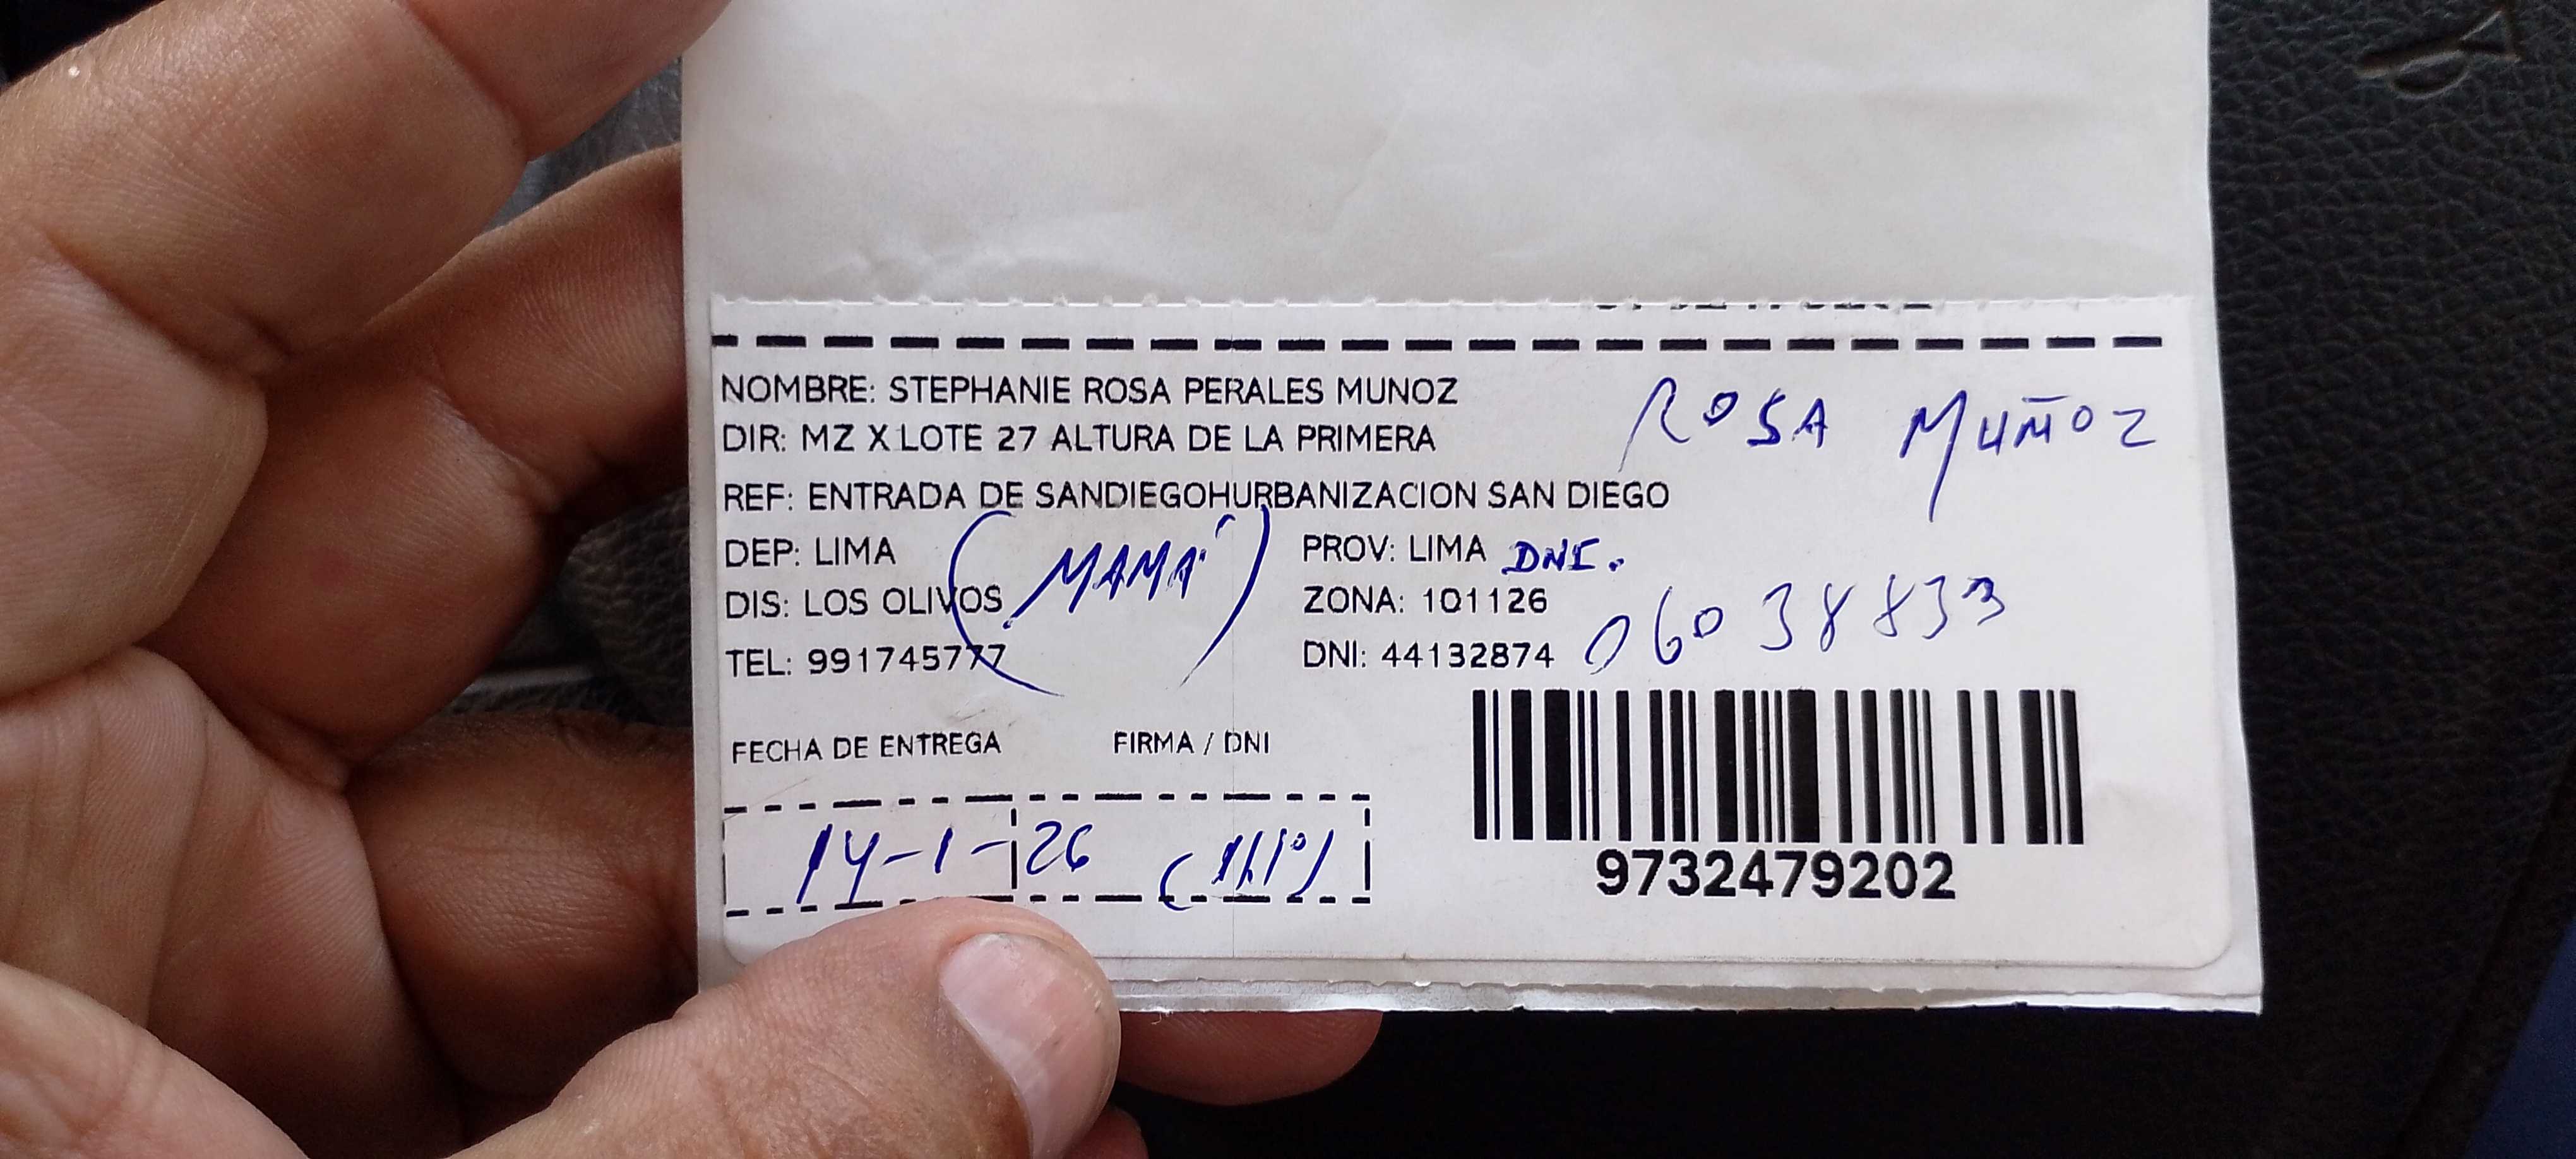 NOMBRE: STEPHANIE ROSA PERALES MUNOZ
ROSA MUÑOZ
DIR: MZ X LOTE 27 ALTURA DE LA PRIMERA
REF: ENTRADA DE SANDIEGOHURBANIZACION SAN DIEGO
DEP: LIMA
(MAMÁ)
PROV: LIMA
DNI.
DIS: LOS OLIVOS
ZONA: 101126
06038833
TEL: 991745777
DNI: 44132874
FECHA DE ENTREGA
FIRMA / DNI
14-1-26
9732479202